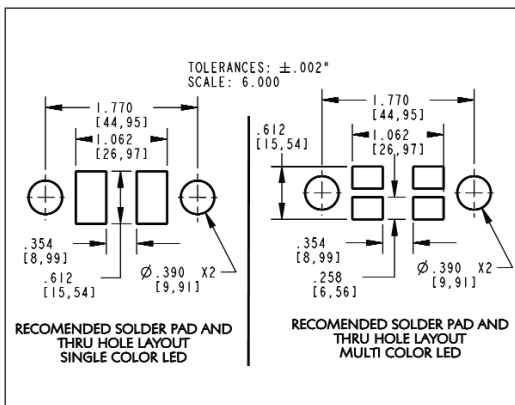 TOLERANCES: ±.002"
SCALE: 6.000
1.770
[44,95]
1.062
[26,97]
.354
[8,99]
.612
[15,54]
Ø.390 X2
[9,91]
RECOMENDED SOLDER PAD AND
THRU HOLE LAYOUT
SINGLE COLOR LED
1.770
[44,95]
.612
[15,54]
1.062
[26,97]
.354
[8,99]
.258
[6,56]
Ø.390 X2
[9,91]
RECOMENDED SOLDER PAD AND
THRU HOLE LAYOUT
MULTI COLOR LED